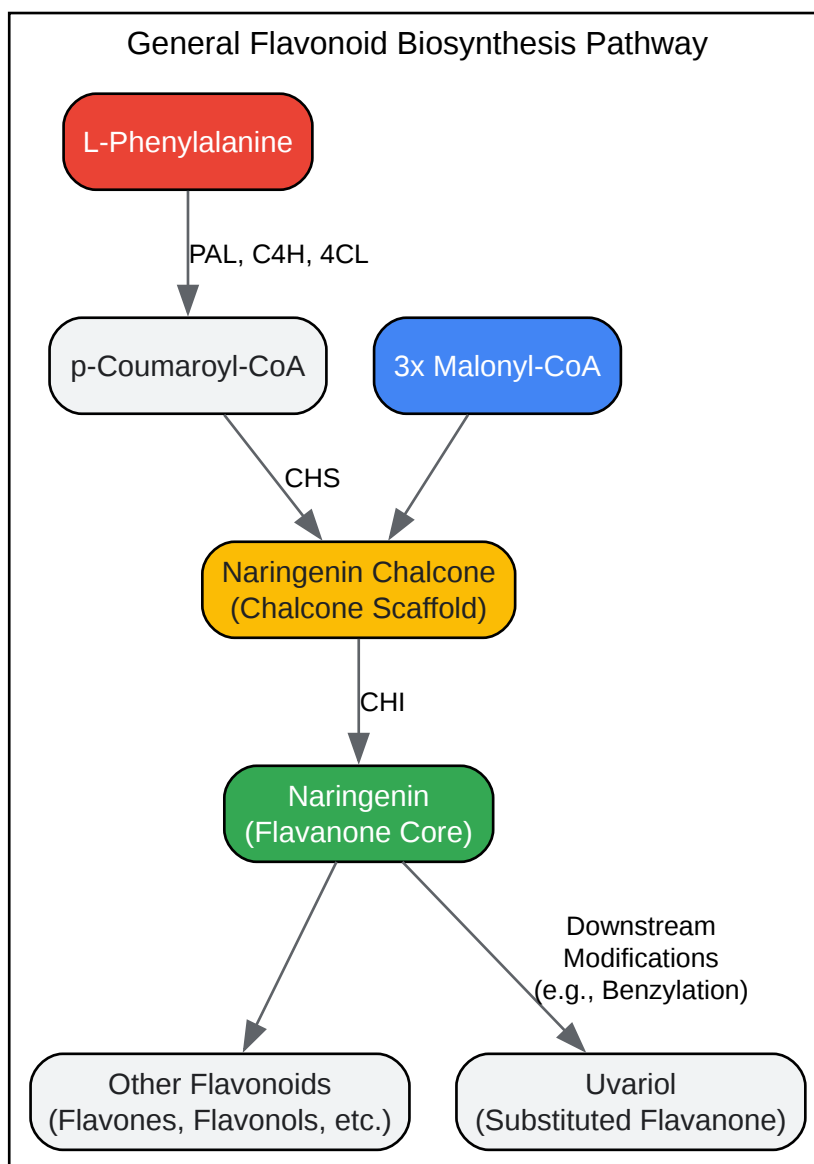 General Flavonoid Biosynthesis Pathway
L-Phenylalanine
PAL, C4H, 4CL
p-Coumaroyl-CoA
3x Malonyl-CoA
CHS
Naringenin Chalcone
(Chalcone Scaffold)
CHI
Naringenin
(Flavanone Core)
Downstream
Modifications
(e.g., Benzylation)
Other Flavonoids
(Flavones, Flavonols, etc.)
Uvariol
(Substituted Flavanone)